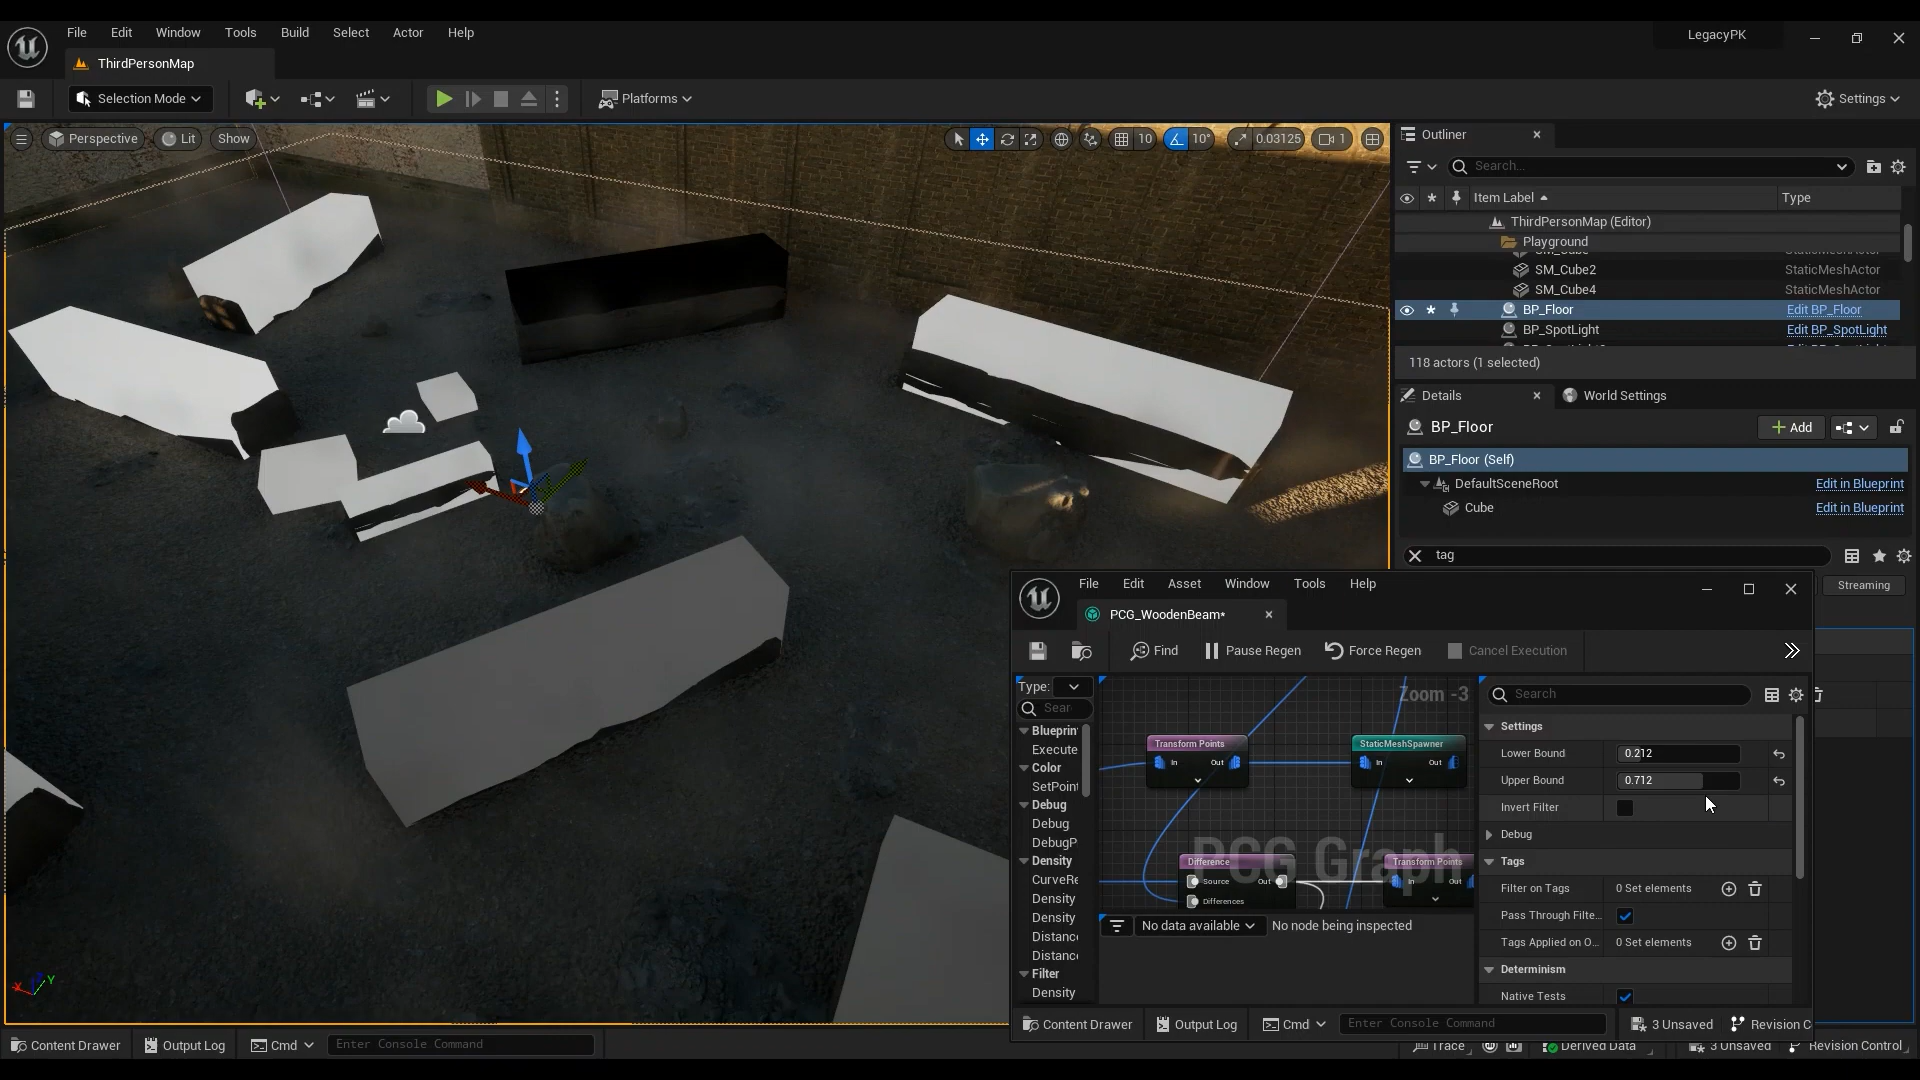 File Edit Window Tools Build Select Actor Help
LegacyPK
ThirdPersonMap
Selection Mode
Platforms
Settings
Perspective Lit Show
10 10° 0.03125 1
Outliner
Search...
Item Label Type
ThirdPersonMap (Editor)
Playground
SM_Cube StaticMeshActor
SM_Cube2 StaticMeshActor
SM_Cube4 StaticMeshActor
BP_Floor Edit BP_Floor
BP_SpotLight Edit BP_SpotLight
118 actors (1 selected)
Details World Settings
BP_Floor
Add
BP_Floor (Self)
DefaultSceneRoot Edit in Blueprint
Cube Edit in Blueprint
tag
Streaming
File Edit Asset Window Tools Help
PCG_WoodenBeam*
Find Pause Regen Force Regen Cancel Execution
Type:
Sear
Blueprin
Execute
Color
SetPoint
Debug
Debug
DebugP
Density
CurveRe
Density
Density
Distanc
Distanc
Filter
Density
Zoom -3
Transform Points
In Out
StaticMeshSpawner
In Out
PCG Graph
Difference
Source Out
Differences
Transform Points
In Out
No data available No node being inspected
Search
Settings
Lower Bound 0.212
Upper Bound 0.712
Invert Filter
Debug
Tags
Filter on Tags 0 Set elements
Pass Through Filte...
Tags Applied on O... 0 Set elements
Determinism
Native Tests
Content Drawer Output Log Cmd Enter Console Command 3 Unsaved Revision C
Content Drawer Output Log Cmd Enter Console Command Trace Derived Data 3 Unsaved Revision Control